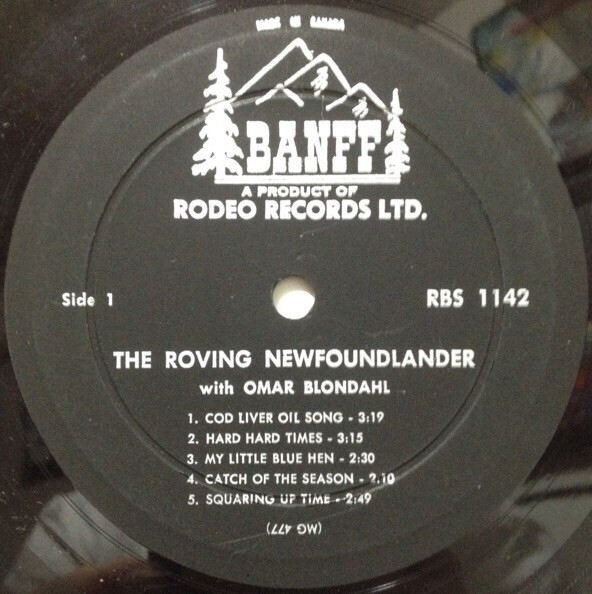 MADE IN CANADA
BANFF
A PRODUCT OF
RODEO RECORDS LTD.
Side 1
RBS 1142
THE ROVING NEWFOUNDLANDER
with OMAR BLONDAHL
1. COD LIVER OIL SONG - 3:19
2. HARD HARD TIMES - 3:15
3. MY LITTLE BLUE HEN - 2:30
4. CATCH OF THE SEASON - 2.10
5. SQUARING UP TIME - 2:49
(MG 477)